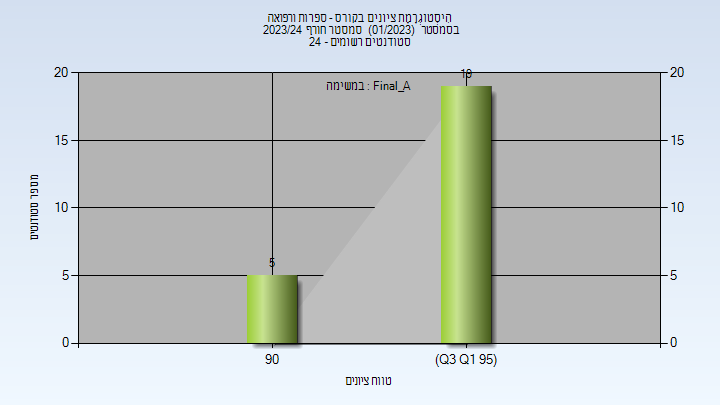 היסטוגרמת ציונים בקורס - ספרות ורפואה
בסמסטר (01/2023) סמסטר חורף 2023/24
סטודנטים רשומים - 24
במשימה : Final_A
20
15
10
5
0
20
15
10
5
0
מספר סטודנטים
5
19
90
(Q3 Q1 95)
טווח ציונים